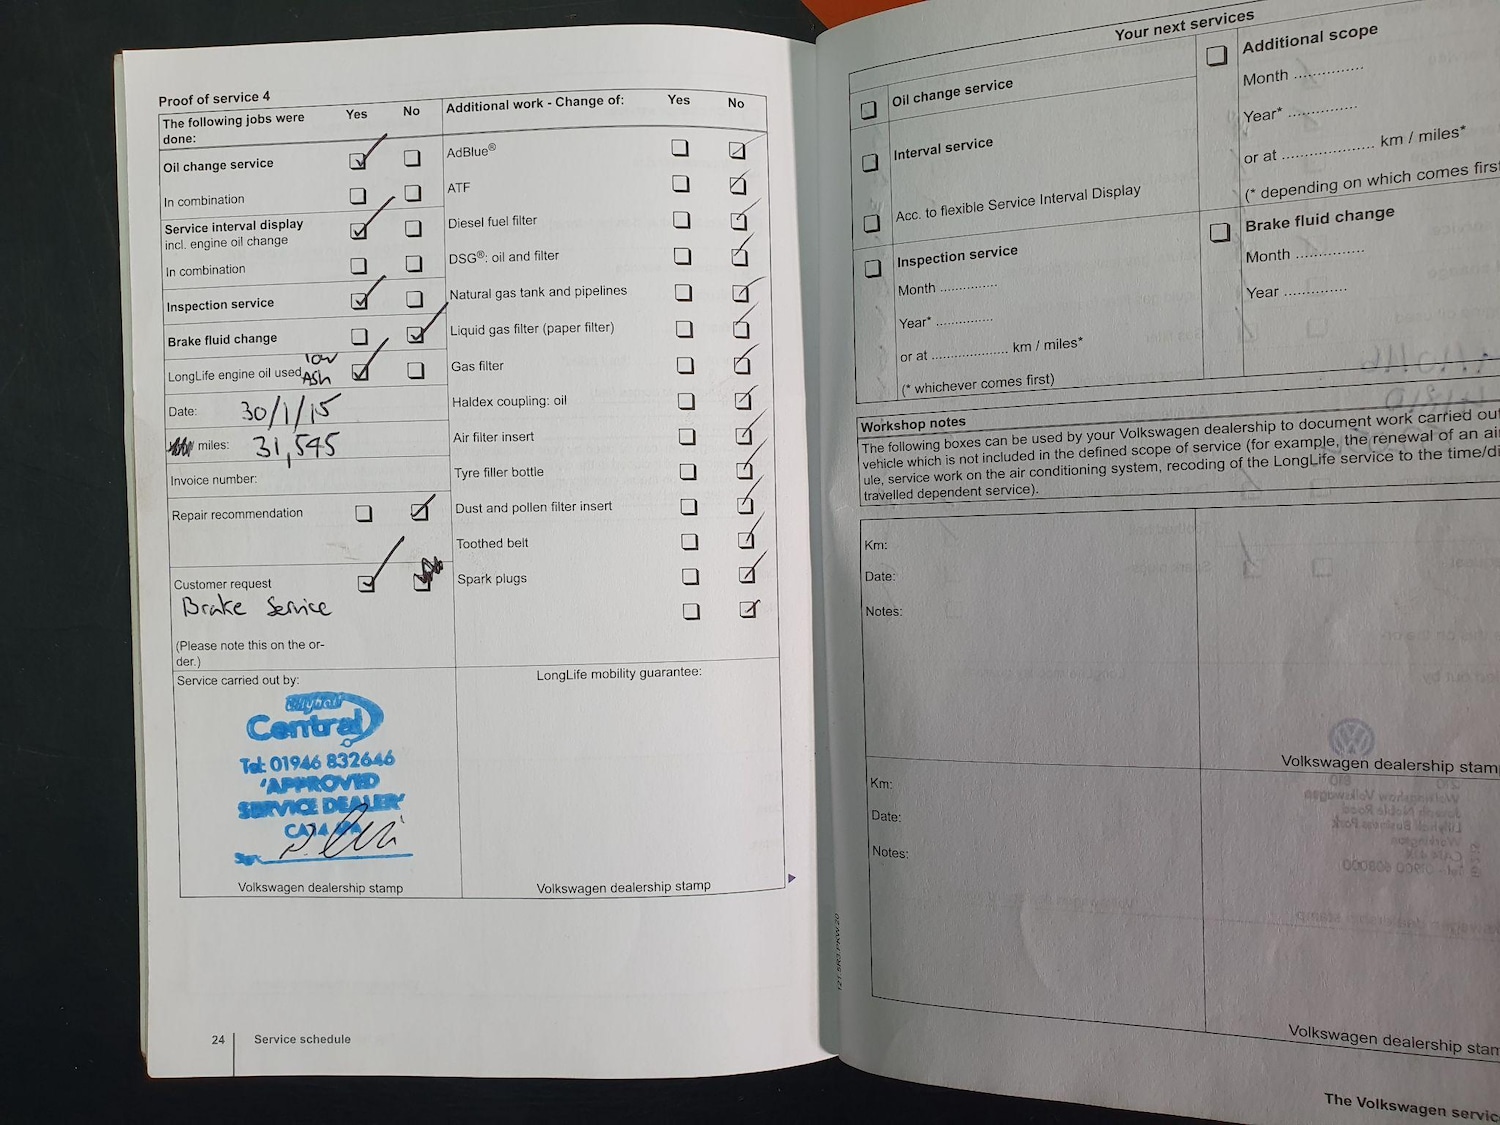 Proof of service 4
The following jobs were done:
Yes
No
Oil change service
In combination
Service interval display
incl. engine oil change
In combination
Inspection service
Brake fluid change
LongLife engine oil used low Ash
Date: 30/1/15
miles: 31,545
Invoice number:
Repair recommendation
Customer request
Brake Service
(Please note this on the or-
der.)
Service carried out by:
Central
Tel: 01946 832646
'APPROVED
SERVICE DEALER'
CA14
Volkswagen dealership stamp
Additional work - Change of:
Yes
No
AdBlue®
ATF
Diesel fuel filter
DSG®: oil and filter
Natural gas tank and pipelines
Liquid gas filter (paper filter)
Gas filter
Haldex coupling: oil
Air filter insert
Tyre filler bottle
Dust and pollen filter insert
Toothed belt
Spark plugs
LongLife mobility guarantee:
Volkswagen dealership stamp
24
Service schedule
Your next services
Oil change service
Interval service
Acc. to flexible Service Interval Display
Inspection service
Month ..............
Year* ..............
or at ................... km / miles*
(* whichever comes first)
Additional scope
Month ..............
Year* ..............
or at ................... km / miles*
(* depending on which comes first
Brake fluid change
Month ..............
Year ..............
Workshop notes
The following boxes can be used by your Volkswagen dealership to document work carried out
vehicle which is not included in the defined scope of service (for example, the renewal of an ai
ule, service work on the air conditioning system, recoding of the LongLife service to the time/di
travelled dependent service).
Km:
Date:
Notes:
Volkswagen dealership stam
Km:
Date:
Notes:
Volkswagen dealership stam
121.5R3.PKW.20
The Volkswagen servic